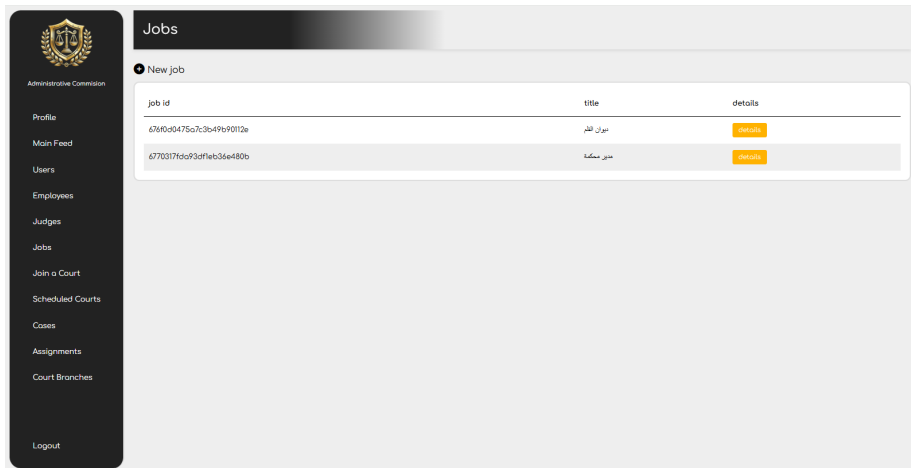 Jobs
Administrative Commision
New job
job id title details
676f0d0475a7c3b49b90112e ديوان القلم details
6770317fda93df1eb36e480b مدير محكمة details
Profile
Main Feed
Users
Employees
Judges
Jobs
Join a Court
Scheduled Courts
Cases
Assignments
Court Branches
Logout